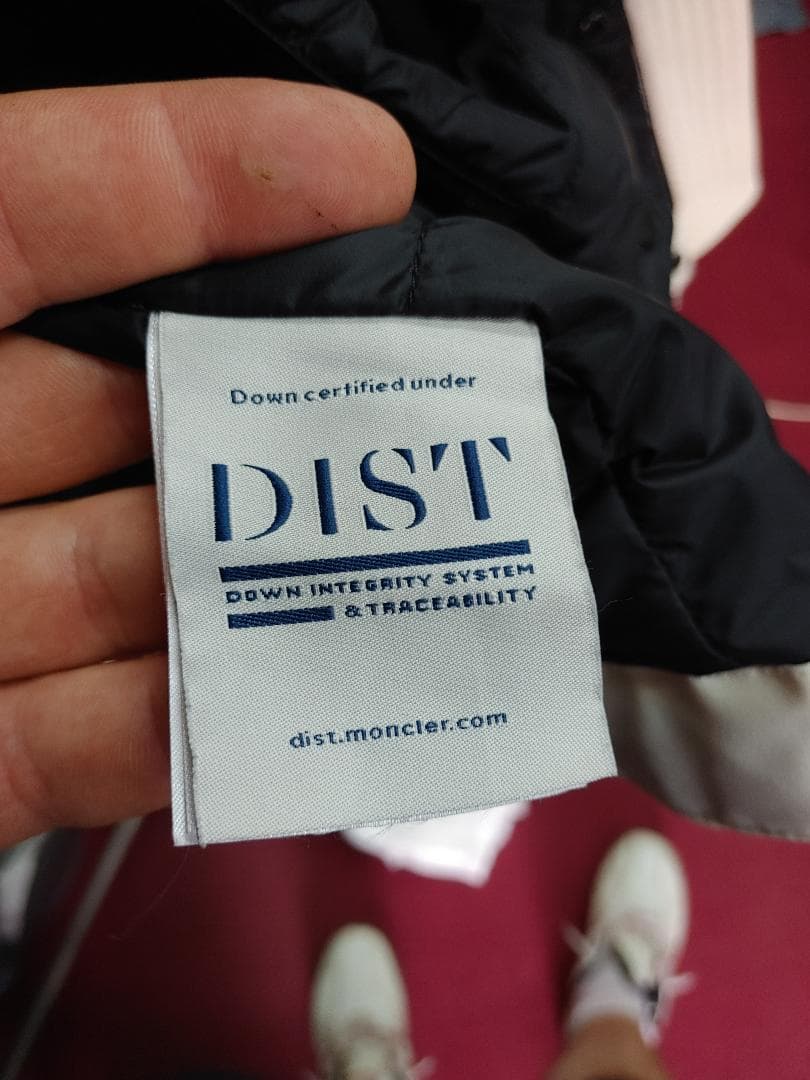 Down certified under
DIST
DOWN INTEGRITY SYSTEM
& TRACEABILITY
dist.moncler.com